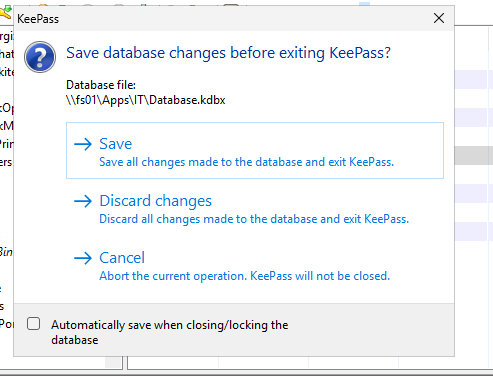 KeePass
Save database changes before exiting KeePass?
Database file:
\\fs01\Apps\IT\Database.kdbx
Save
Save all changes made to the database and exit KeePass.
Discard changes
Discard all changes made to the database and exit KeePass.
Cancel
Abort the current operation. KeePass will not be closed.
Automatically save when closing/locking the
database